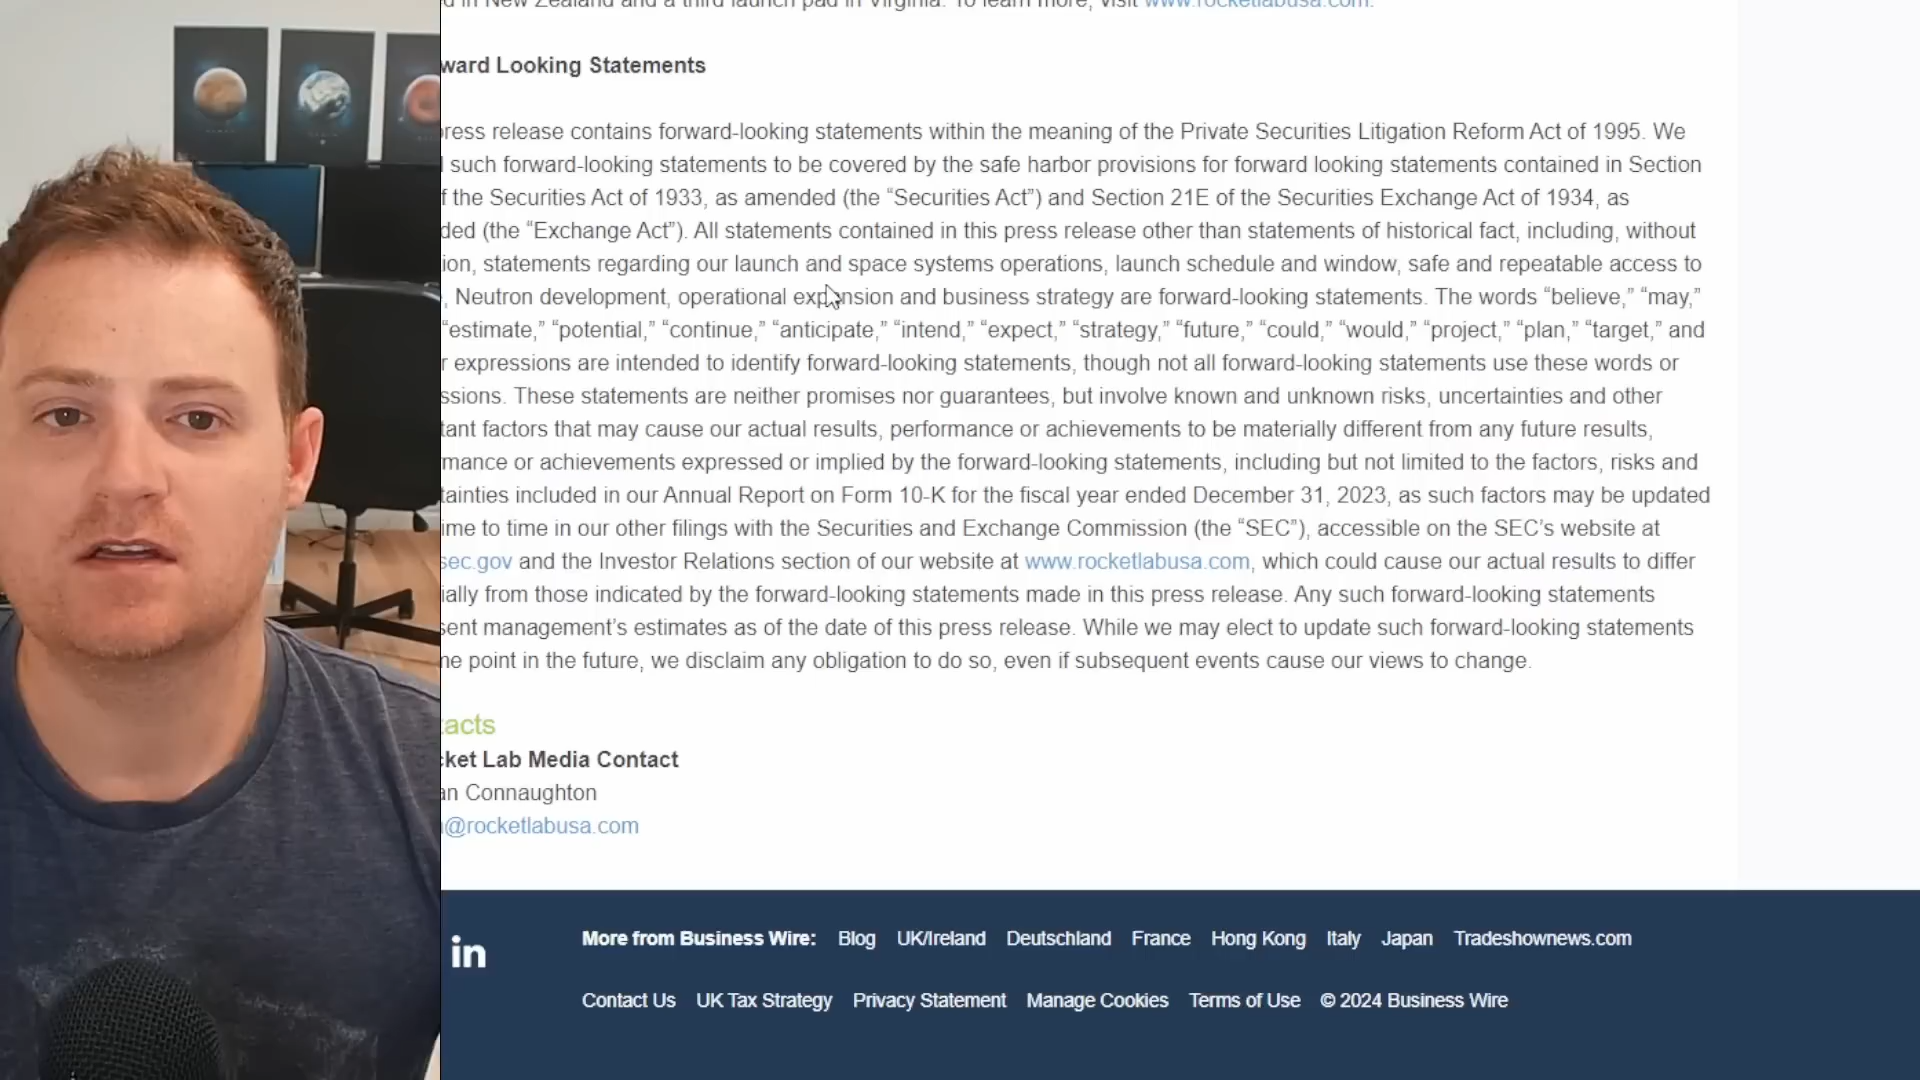 in New Zealand and a third launch pad in Virginia. To learn more, visit www.rocketlabusa.com.
ward Looking Statements
press release contains forward-looking statements within the meaning of the Private Securities Litigation Reform Act of 1995. We
such forward-looking statements to be covered by the safe harbor provisions for forward looking statements contained in Section
f the Securities Act of 1933, as amended (the “Securities Act”) and Section 21E of the Securities Exchange Act of 1934, as
ded (the “Exchange Act”). All statements contained in this press release other than statements of historical fact, including, without
ion, statements regarding our launch and space systems operations, launch schedule and window, safe and repeatable access to
, Neutron development, operational expansion and business strategy are forward-looking statements. The words “believe,” “may,”
“estimate,” “potential,” “continue,” “anticipate,” “intend,” “expect,” “strategy,” “future,” “could,” “would,” “project,” “plan,” “target,” and
r expressions are intended to identify forward-looking statements, though not all forward-looking statements use these words or
ssions. These statements are neither promises nor guarantees, but involve known and unknown risks, uncertainties and other
tant factors that may cause our actual results, performance or achievements to be materially different from any future results,
mance or achievements expressed or implied by the forward-looking statements, including but not limited to the factors, risks and
tainties included in our Annual Report on Form 10-K for the fiscal year ended December 31, 2023, as such factors may be updated
ime to time in our other filings with the Securities and Exchange Commission (the “SEC”), accessible on the SEC’s website at
sec.gov and the Investor Relations section of our website at www.rocketlabusa.com, which could cause our actual results to differ
ially from those indicated by the forward-looking statements made in this press release. Any such forward-looking statements
sent management’s estimates as of the date of this press release. While we may elect to update such forward-looking statements
ne point in the future, we disclaim any obligation to do so, even if subsequent events cause our views to change.
tacts
cket Lab Media Contact
an Connaughton
@rocketlabusa.com
in
More from Business Wire: Blog UK/Ireland Deutschland France Hong Kong Italy Japan Tradeshownews.com
Contact Us UK Tax Strategy Privacy Statement Manage Cookies Terms of Use © 2024 Business Wire